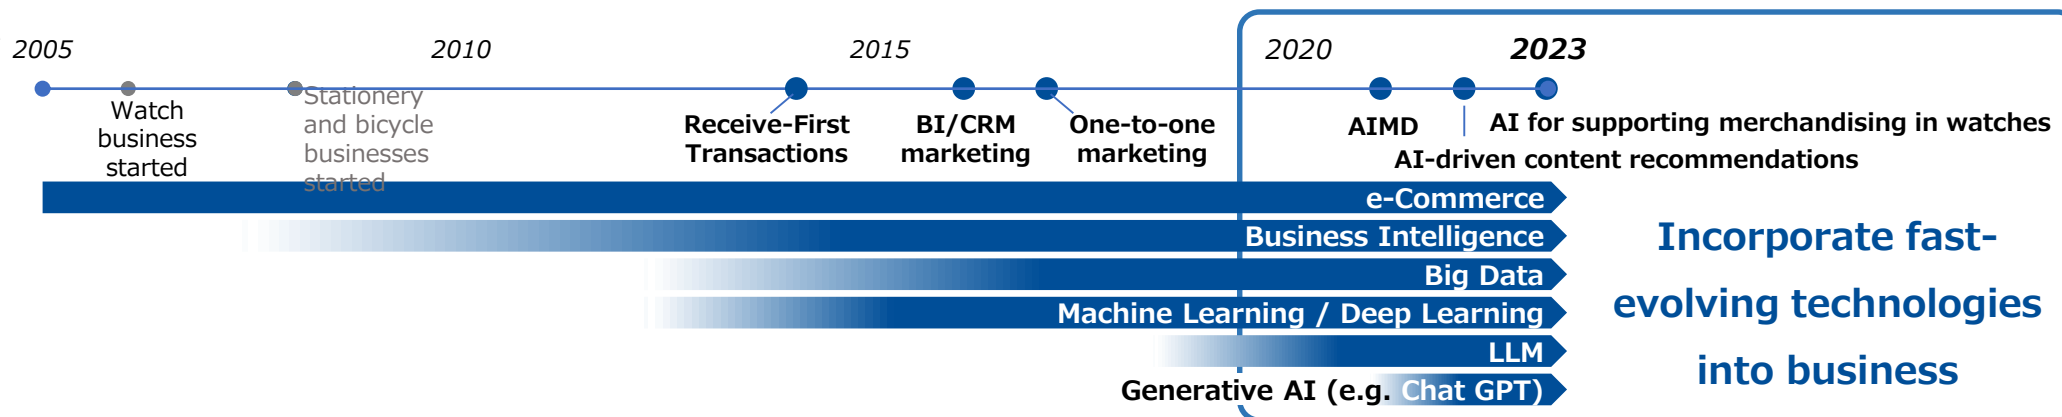 2005
2010
2015
2020
2023
Watch
business
started
Stationery
and bicycle
businesses
started
Receive-First
Transactions
BI/CRM
marketing
One-to-one
marketing
AIMD
AI for supporting merchandising in watches
AI-driven content recommendations
e-Commerce
Business Intelligence
Big Data
Machine Learning / Deep Learning
LLM
Generative AI (e.g. Chat GPT)
Incorporate fast-
evolving technologies
into business